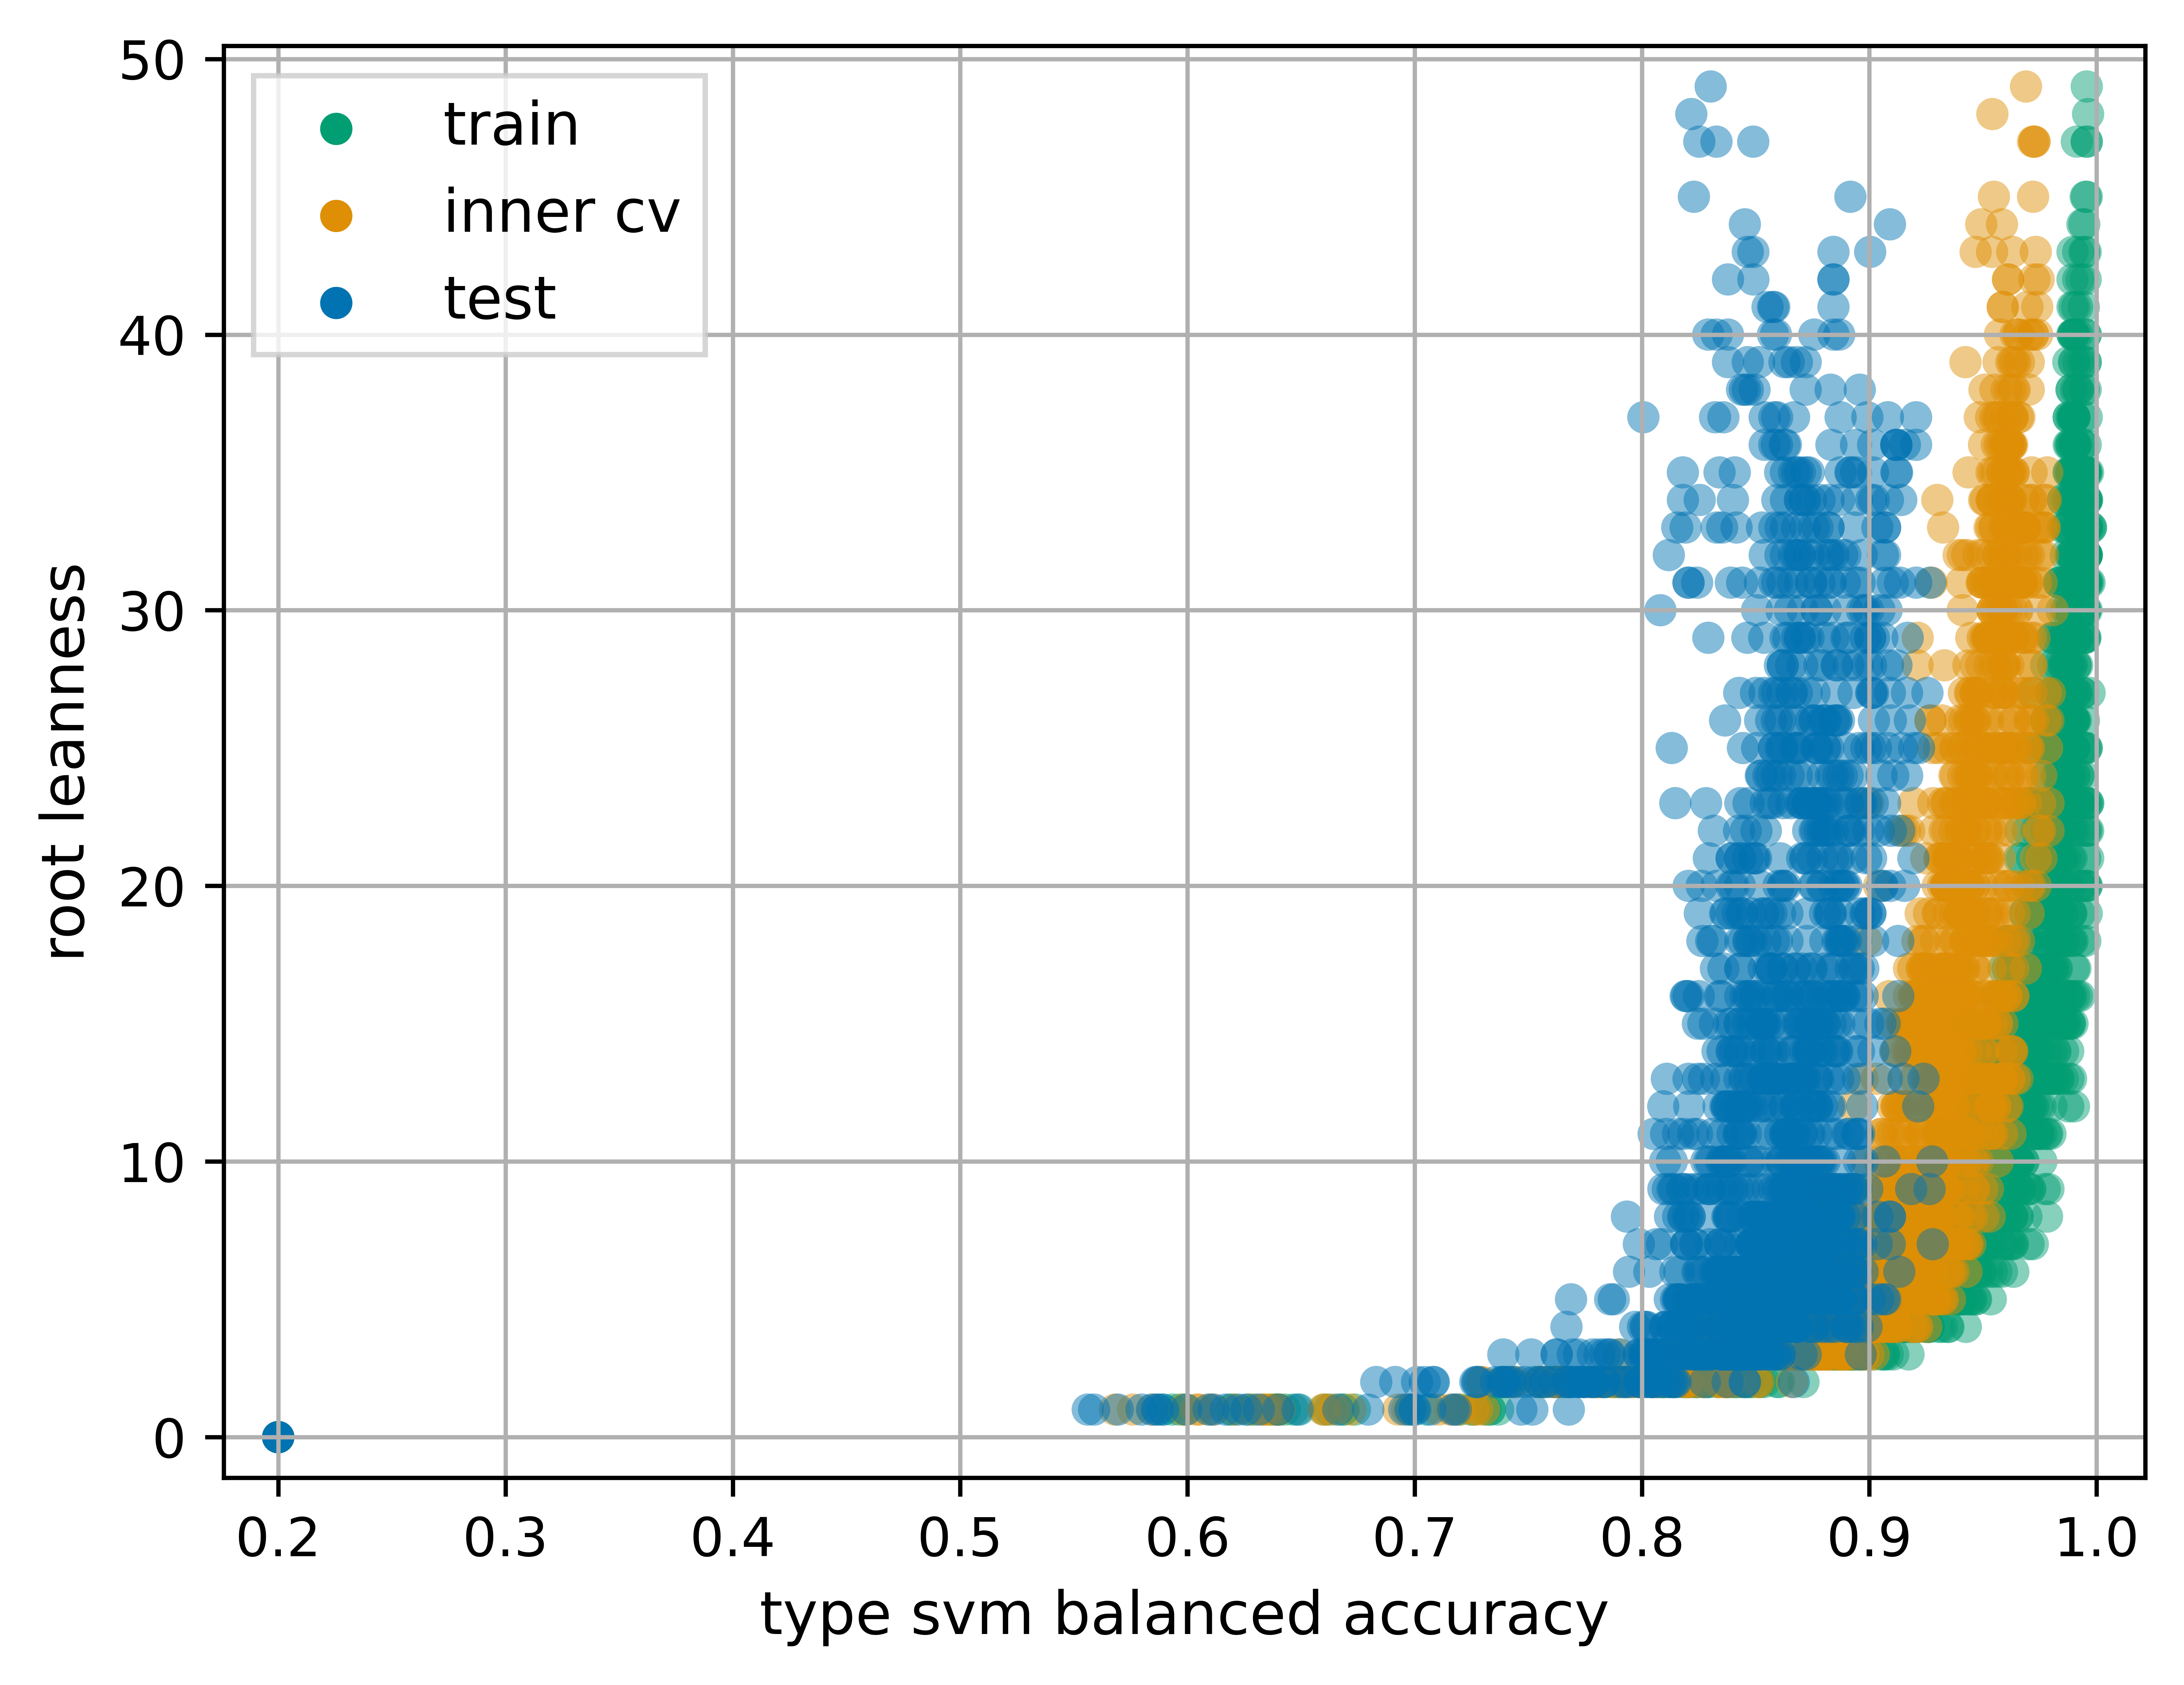 50
40
30
20
10
0
root leanness
train
inner cv
test
0.2 0.3 0.4 0.5 0.6 0.7 0.8 0.9 1.0
type svm balanced accuracy